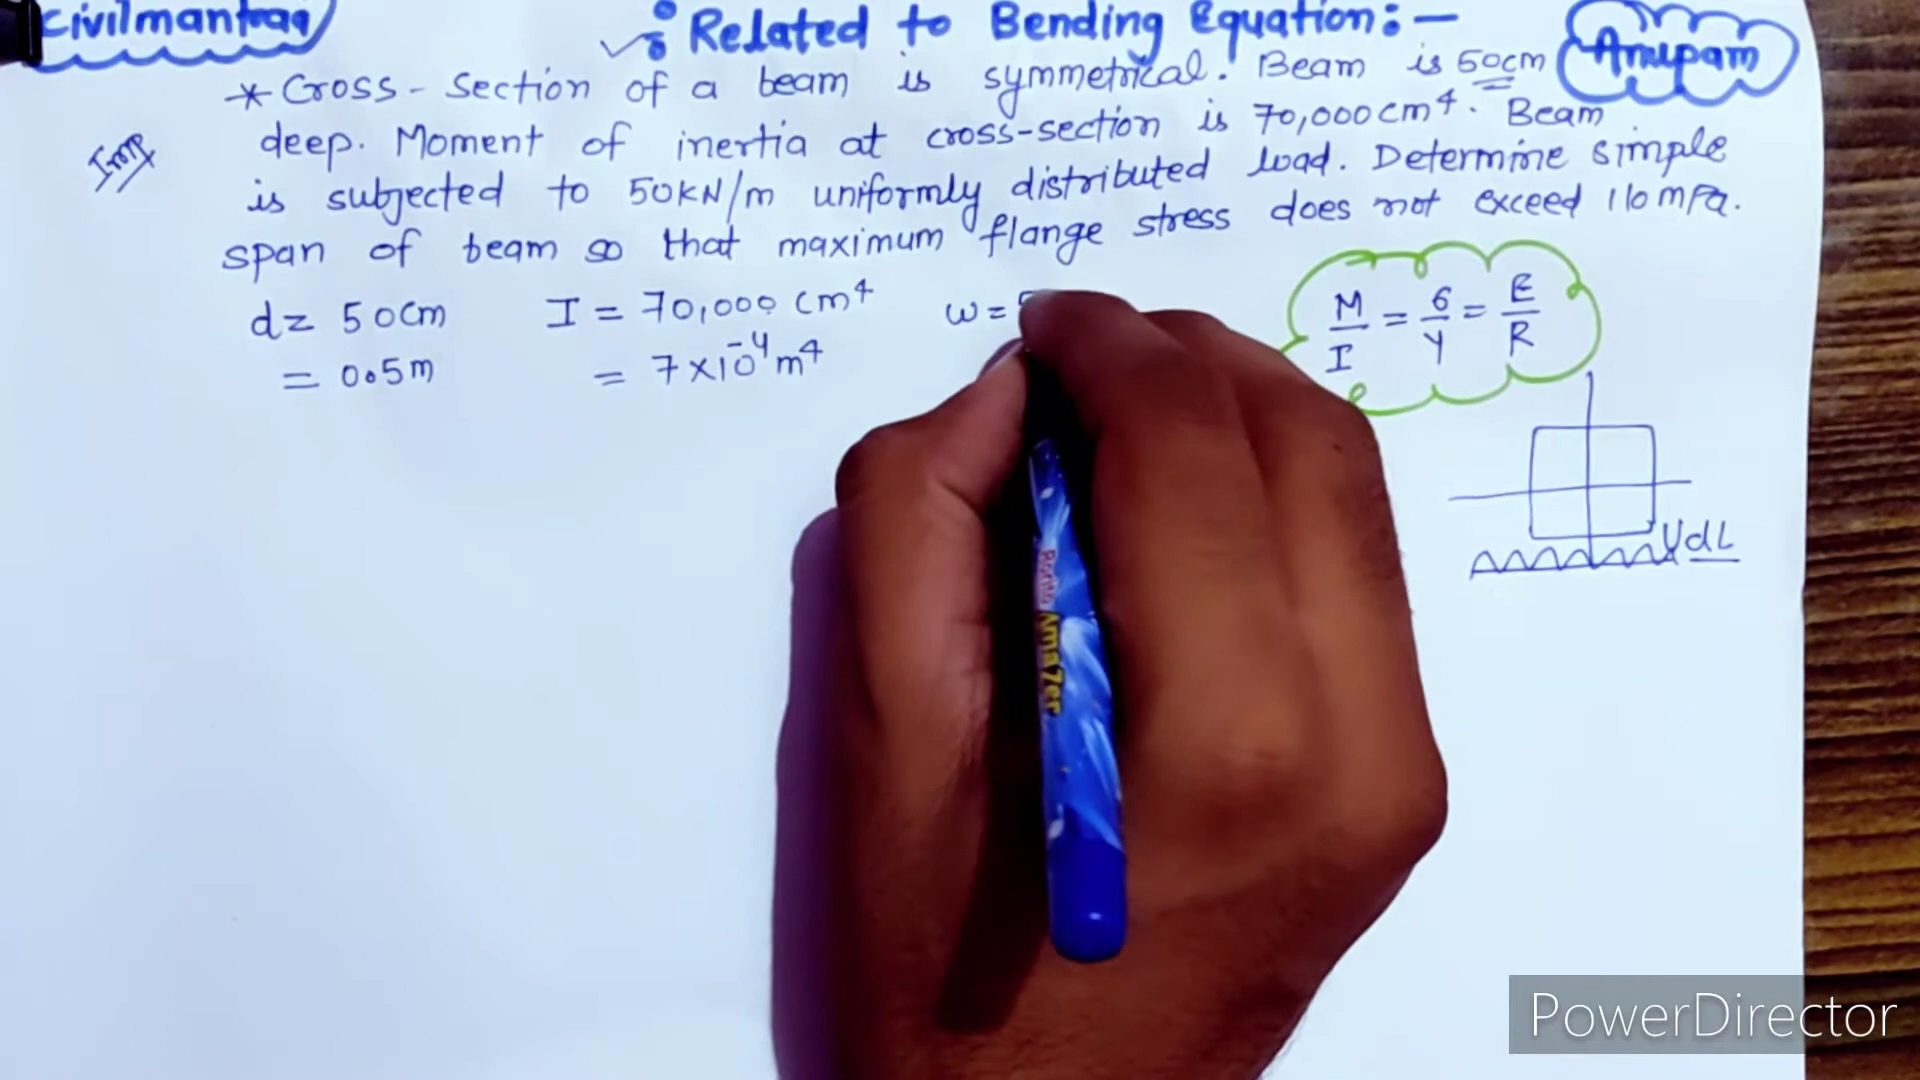 Civilmantraa
Related to Bending Equation:-
Anupam
* Cross-section of a beam is symmetrical. Beam is 50cm
deep. Moment of inertia at cross-section is 70,000 cm⁴. Beam
is subjected to 50KN/m uniformly distributed load. Determine simple
span of beam so that maximum flange stress does not exceed 110 mPa.
Imp
d= 50cm I = 70,000 cm⁴ w=
= 0.5m = 7×10⁻⁴m⁴
M/I = σ/Y = E/R
UdL
Amazer
PowerDirector